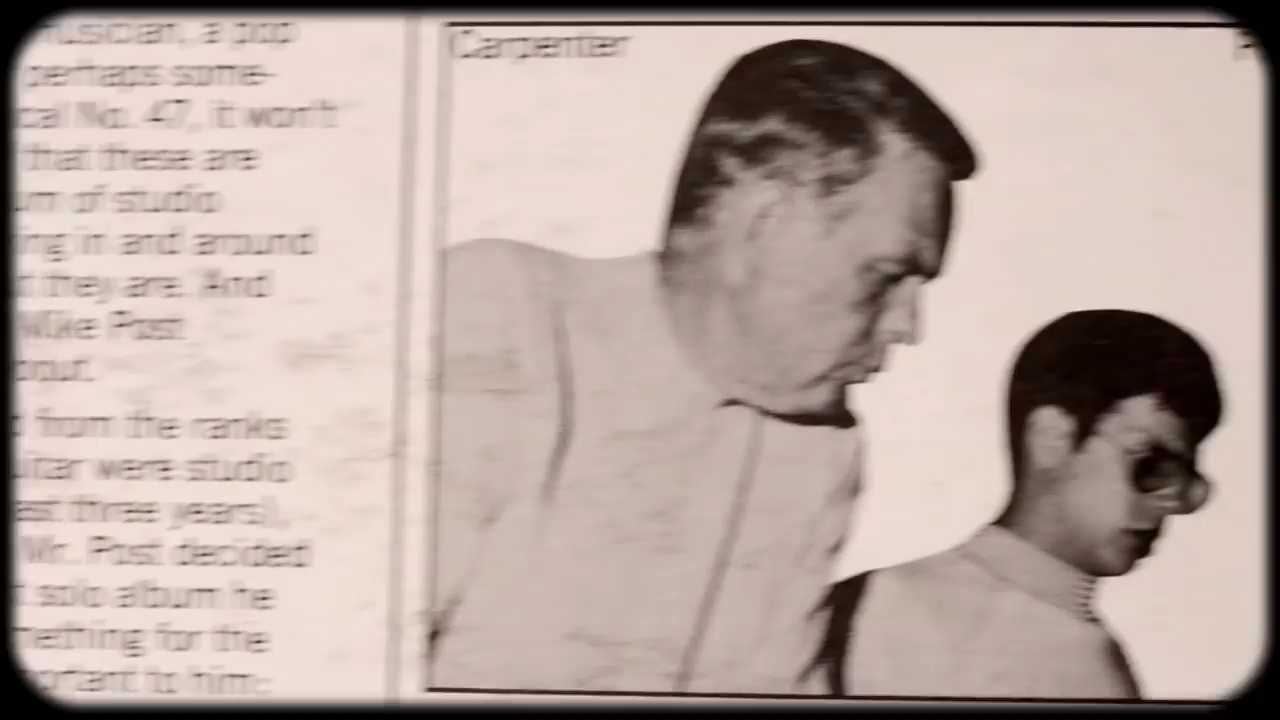 musician, a pop
perhaps some-
cal No. 47, it won't
that these are
um of studio
ing in and around
t they are. And
Mike Post
bout.
d from the ranks
uitar were studio
ast three years),
Mr. Post decided
t solo album he
mething for the
ortant to him:
Carpenter